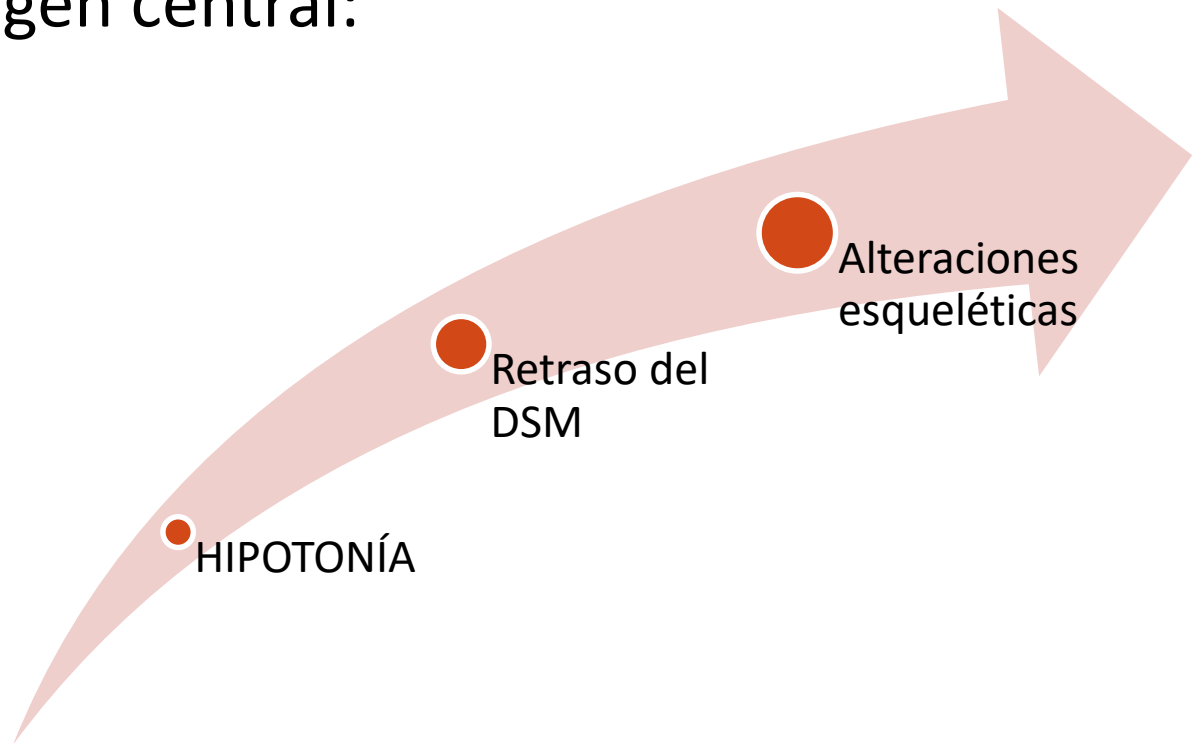 gen central:
Alteraciones
esqueléticas
Retraso del
DSM
HIPOTONÍA